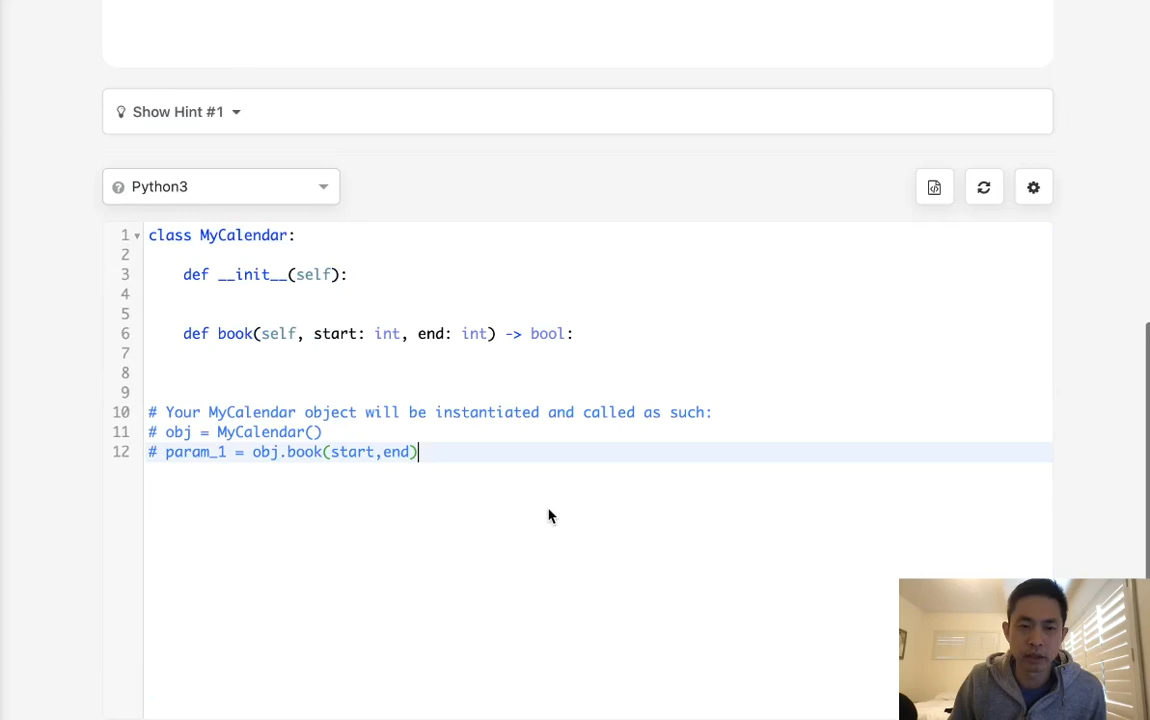 Show Hint #1
Python3
1 class MyCalendar:
2
3 def __init__(self):
4
5
6 def book(self, start: int, end: int) -> bool:
7
8
9
10 # Your MyCalendar object will be instantiated and called as such:
11 # obj = MyCalendar()
12 # param_1 = obj.book(start,end)